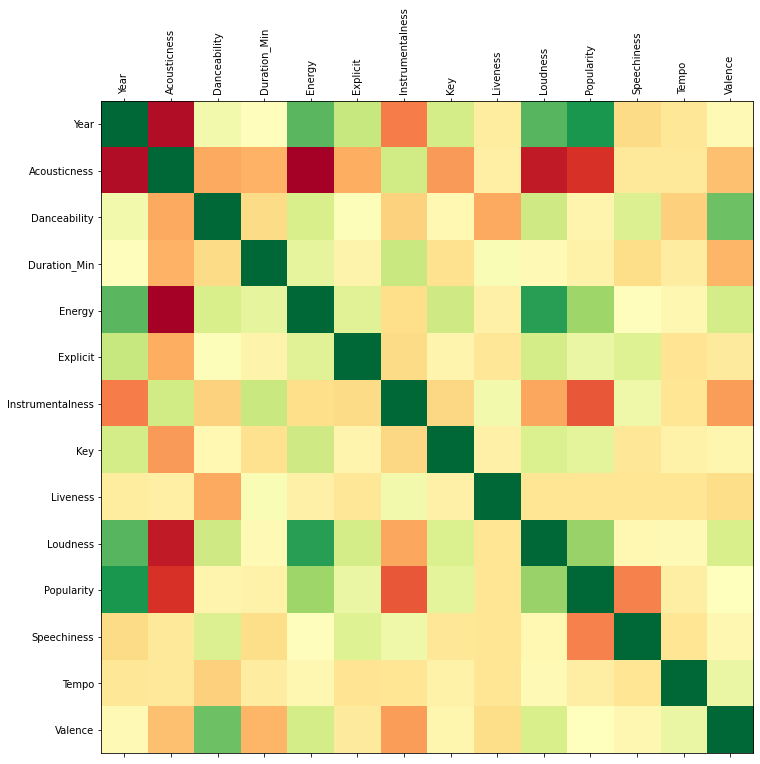 Year
Acousticness
Danceability
Duration_Min
Energy
Explicit
Instrumentalness
Key
Liveness
Loudness
Popularity
Speechiness
Tempo
Valence
Year
Acousticness
Danceability
Duration_Min
Energy
Explicit
Instrumentalness
Key
Liveness
Loudness
Popularity
Speechiness
Tempo
Valence